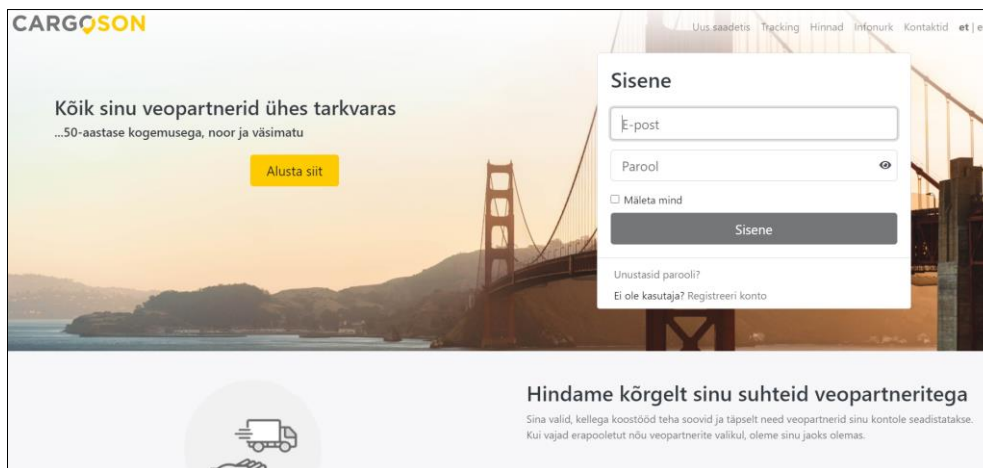 CARGOSON
Uus saadetis Tracking Hinnad Infonurk Kontaktid et | e
Kõik sinu veopartnerid ühes tarkvaras
...50-aastase kogemusega, noor ja väsimatu
Alusta siit
Sisene
E-post
Parool
Mäleta mind
Sisene
Unustasid parooli?
Ei ole kasutaja? Registreeri konto
Hindame kõrgelt sinu suhteid veopartneritega
Sina valid, kellega koostööd teha soovid ja täpselt need veopartnerid sinu kontole seadistatakse.
Kui vajad erapooletut nõu veopartnerite valikul, oleme sinu jaoks olemas.